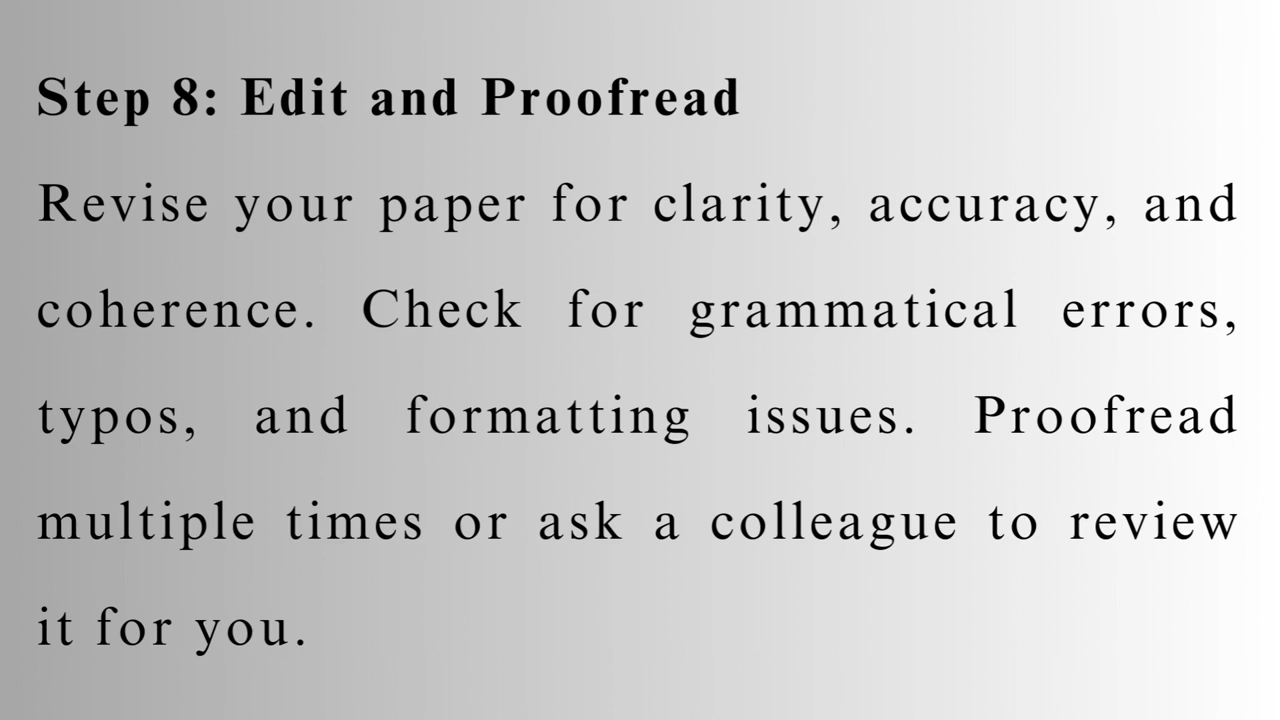 Step 8: Edit and Proofread
Revise your paper for clarity, accuracy, and
coherence. Check for grammatical errors,
typos, and formatting issues. Proofread
multiple times or ask a colleague to review
it for you.